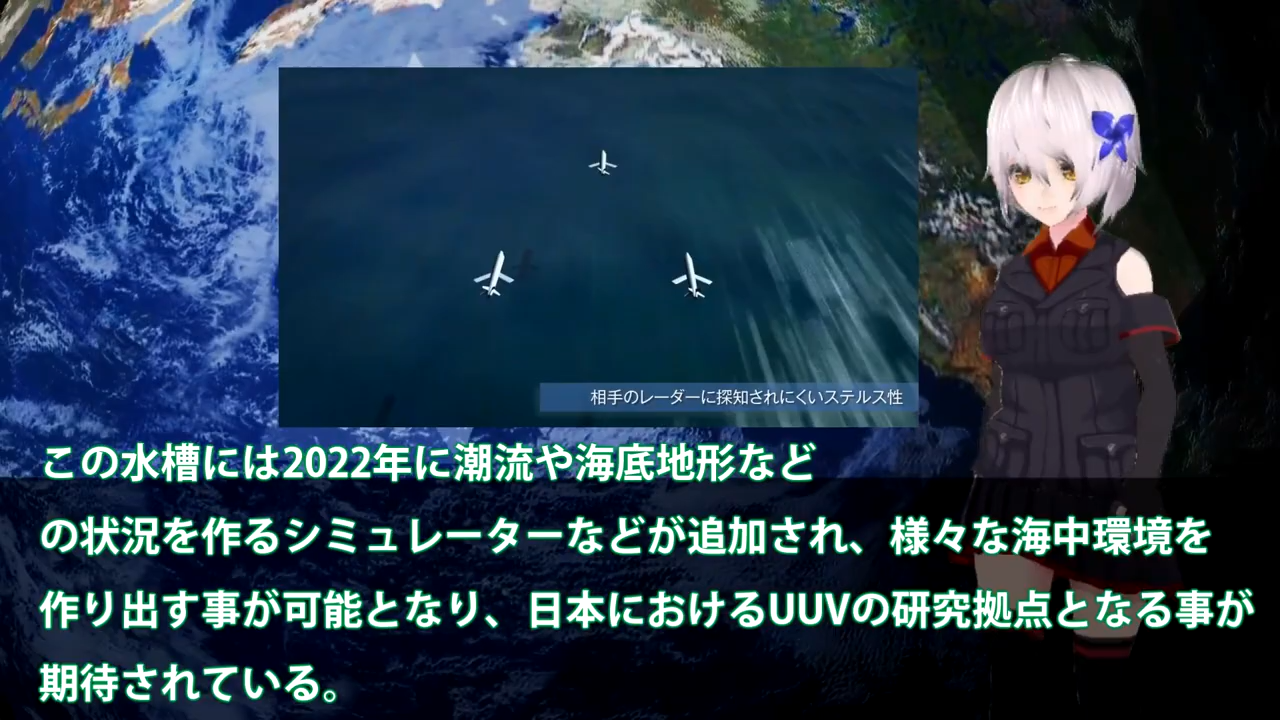 相手のレーダーに探知されにくいステルス性
この水槽には2022年に潮流や海底地形など
の状況を作るシミュレーターなどが追加され、様々な海中環境を
作り出す事が可能となり、日本におけるUUVの研究拠点となる事が
期待されている。